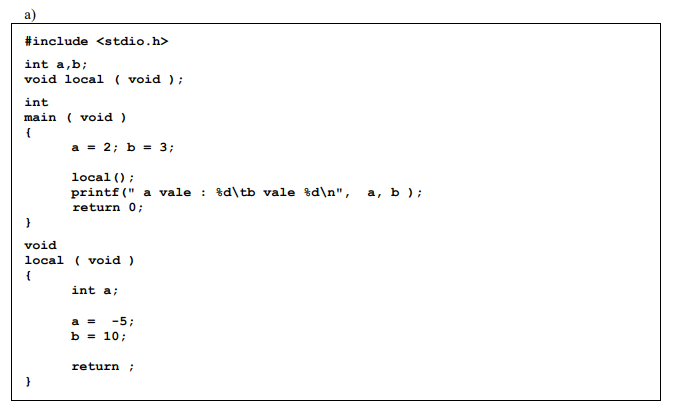 a)
#include <stdio.h>
int a,b;
void local ( void );
int
main ( void )
{
a = 2; b = 3;
local();
printf(" a vale : %d\tb vale %d\n", a, b );
return 0;
}
void
local ( void )
{
int a;
a = -5;
b = 10;
return ;
}